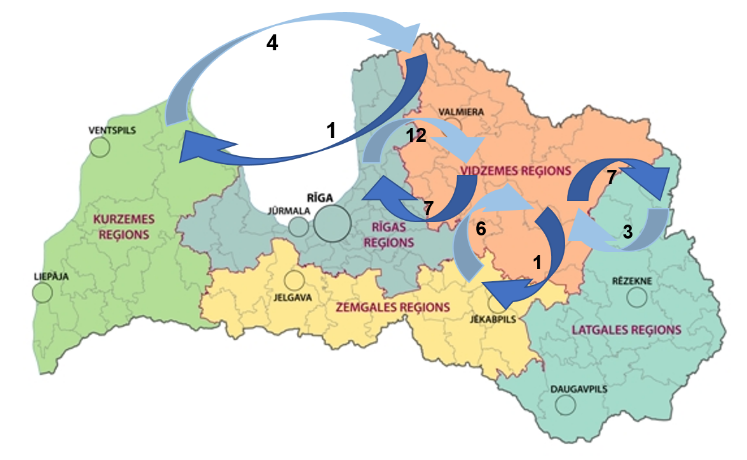 4
1
VALMIERA
VENTSPILS
12
VIDZEMES REĢIONS
7
RĪGA
JŪRMALA
7
KURZEMES
REĢIONS
RĪGAS
REĢIONS
6
3
1
LIEPĀJA
JELGAVA
RĒZEKNE
ZEMGALES REĢIONS
JĒKABPILS
LATGALES REĢIONS
DAUGAVPILS